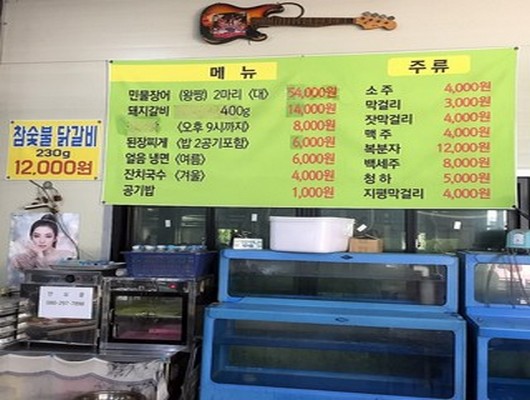 메 뉴
민물장어 (왕짱) 2마리 <대> 54,000원
돼지갈비 400g 14,000원
<오후 9시까지> 8,000원
된장찌개 <밥 2공기포함> 6,000원
얼음 냉면 <여름> 6,000원
잔치국수 <겨울> 4,000원
공기밥 1,000원
주 류
소 주 4,000원
막걸리 3,000원
잣막걸리 4,000원
맥 주 4,000원
복분자 12,000원
백세주 8,000원
청 하 5,000원
지평막걸리 4,000원
참숯불 닭갈비
230g
12,000원